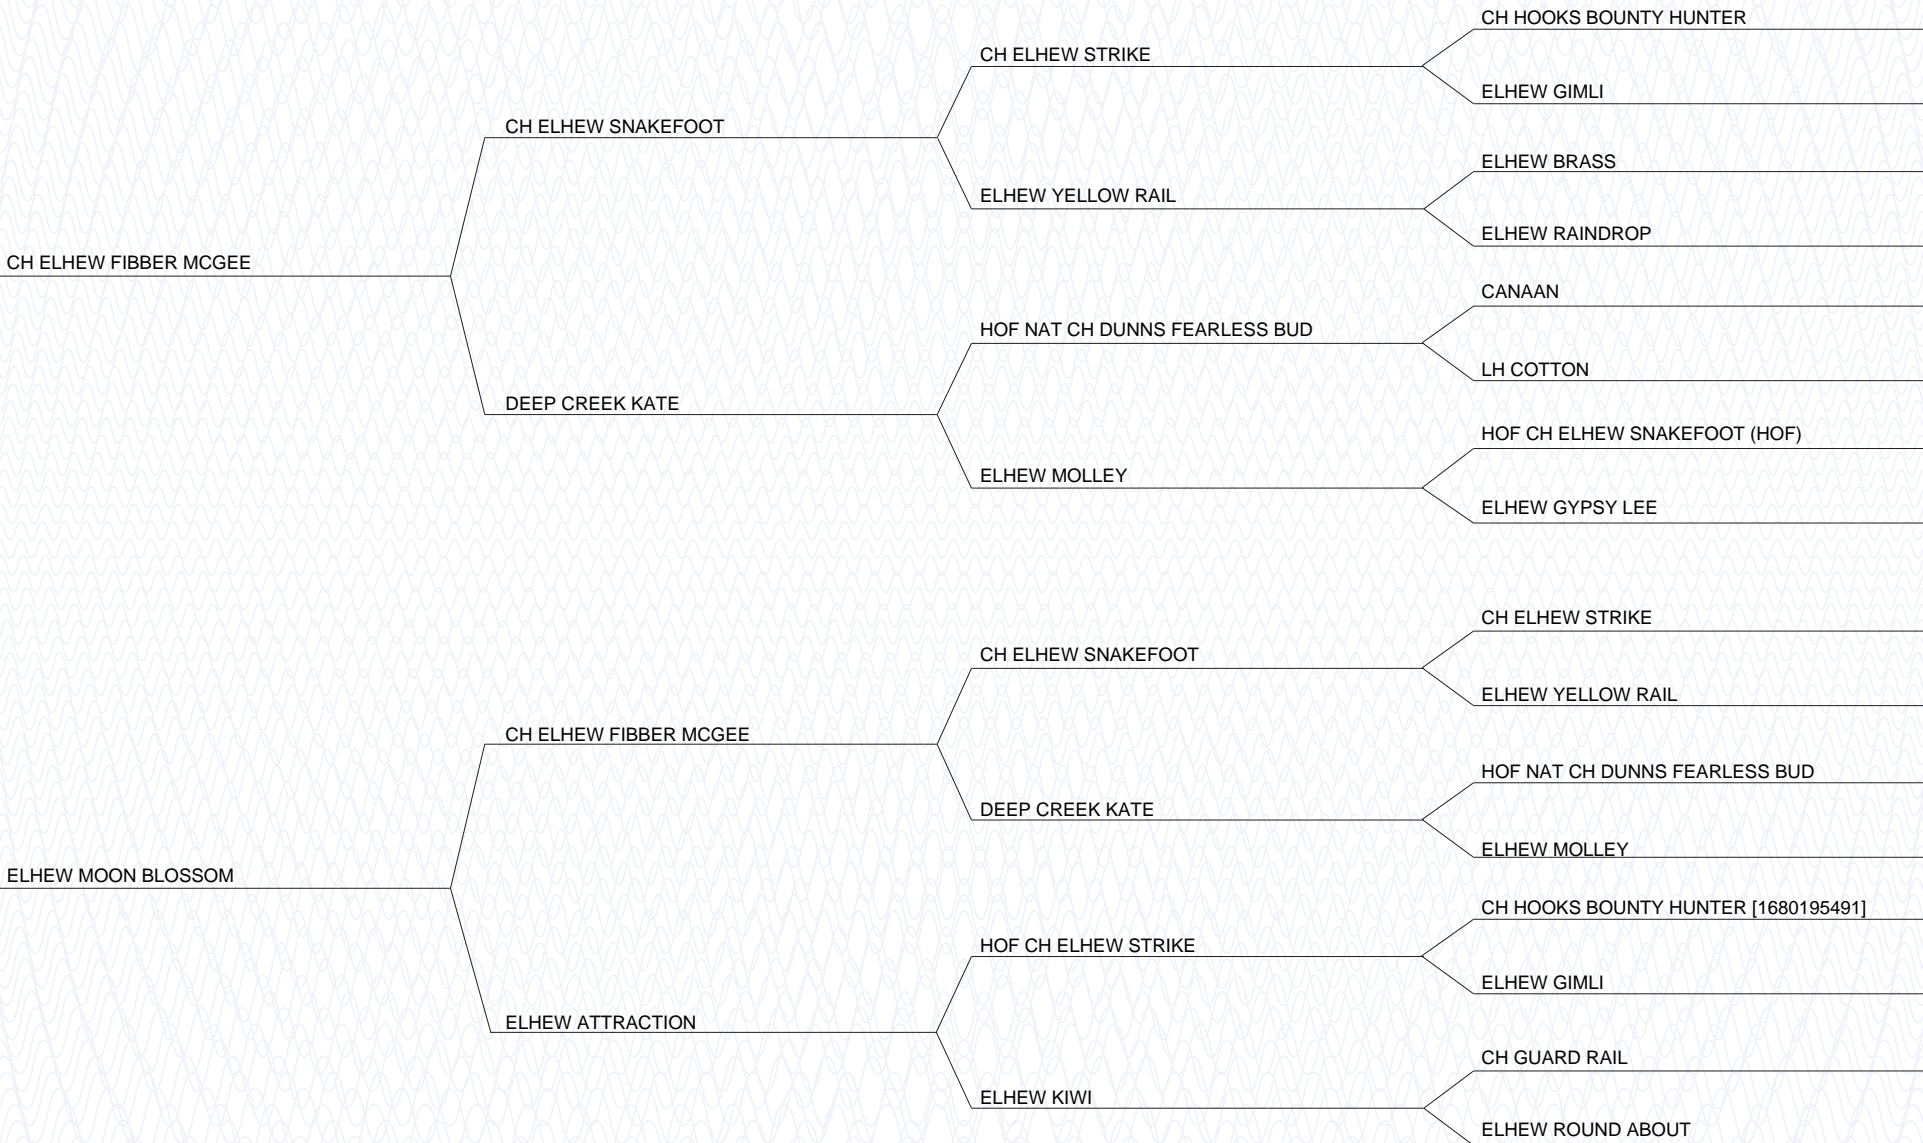 CH HOOKS BOUNTY HUNTER
CH ELHEW STRIKE
ELHEW GIMLI
CH ELHEW SNAKEFOOT
ELHEW BRASS
ELHEW YELLOW RAIL
ELHEW RAINDROP
CH ELHEW FIBBER MCGEE
CANAAN
HOF NAT CH DUNNS FEARLESS BUD
LH COTTON
DEEP CREEK KATE
HOF CH ELHEW SNAKEFOOT (HOF)
ELHEW MOLLEY
ELHEW GYPSY LEE
CH ELHEW STRIKE
CH ELHEW SNAKEFOOT
ELHEW YELLOW RAIL
CH ELHEW FIBBER MCGEE
HOF NAT CH DUNNS FEARLESS BUD
DEEP CREEK KATE
ELHEW MOLLEY
ELHEW MOON BLOSSOM
CH HOOKS BOUNTY HUNTER [1680195491]
HOF CH ELHEW STRIKE
ELHEW GIMLI
ELHEW ATTRACTION
CH GUARD RAIL
ELHEW KIWI
ELHEW ROUND ABOUT